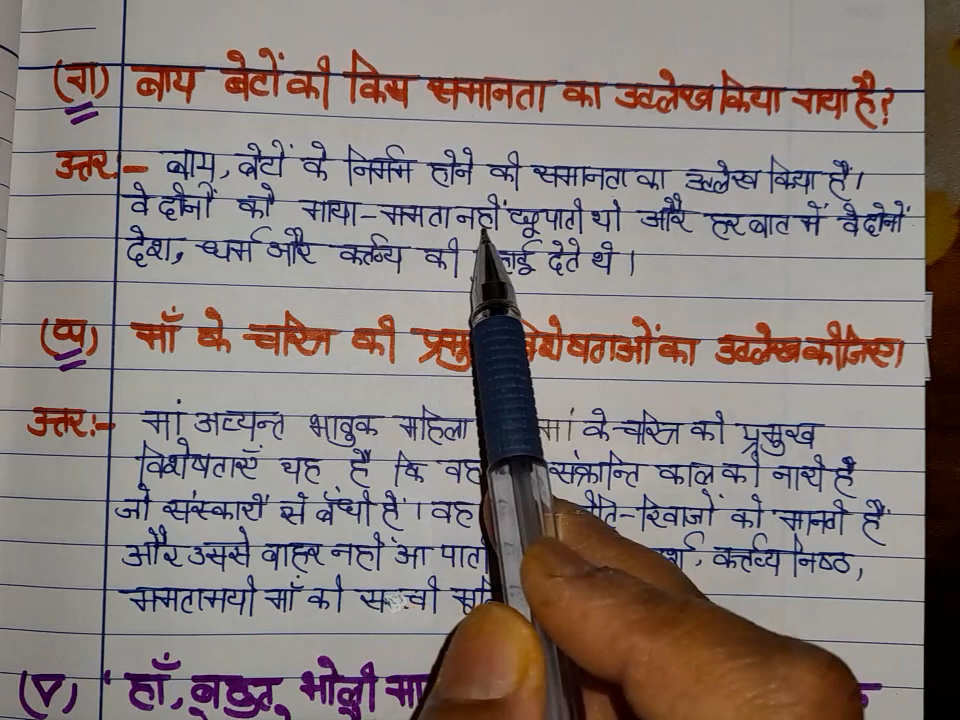 (ग) बाप बेटों की किस समानता का उल्लेख किया गया है?
उत्तर:- बाप, बेटों के निर्मम होने की समानता का उल्लेख किया है।
वे दोनों को माया-ममता नहीं छू पाती थी और हर बात में वे दोनों
देश, धर्म और कर्तव्य की देते थे।
(घ) माँ के चरित्र की विशेषताओं का उल्लेख कीजिए
उत्तर:- मां अत्यन्त भावुक महिला मां के चरित्र की प्रमुख
विशेषताएँ यह है कि वह संक्रान्ति काल की नारी है
जो संस्कारों से बँधी है। वह रीति-रिवाजों को मानती है
और उससे बाहर नहीं आ पाती कर्तव्य निष्ठ,
ममतामयी माँ की सच्ची
(V) हाँ, बहुत भोली